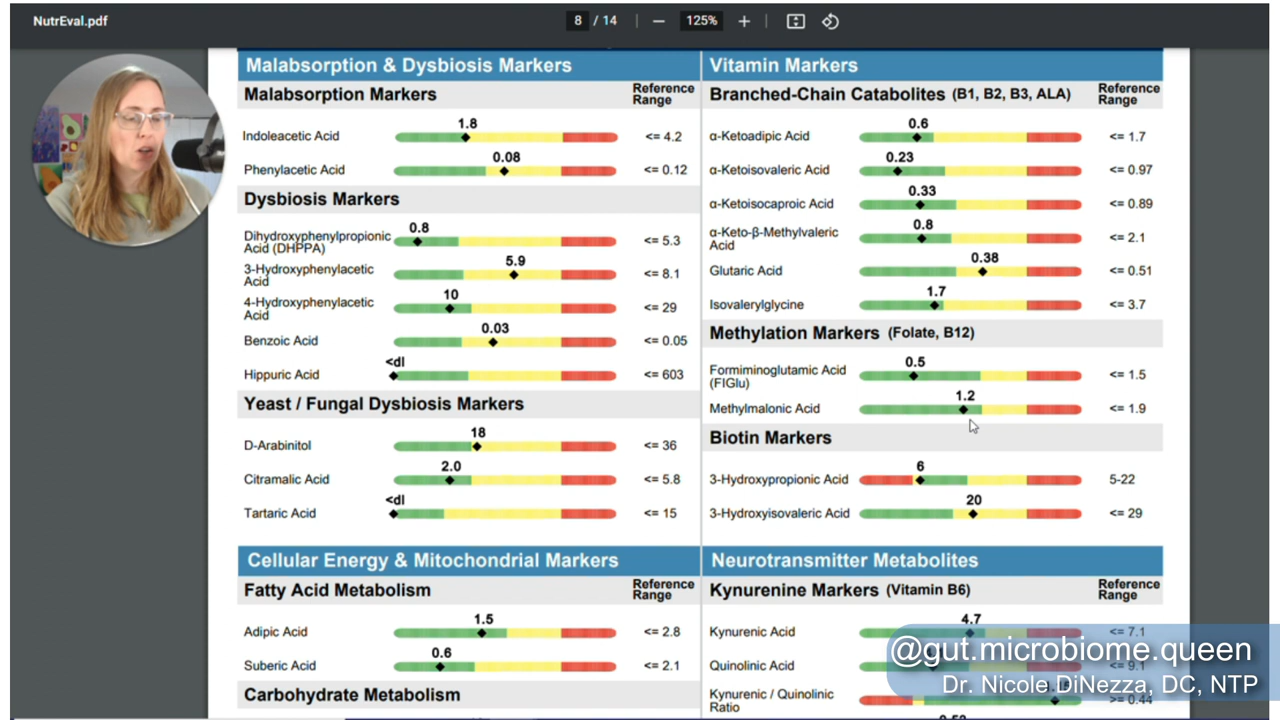 NutrEval.pdf
8 / 14
125%
Malabsorption & Dysbiosis Markers
Malabsorption Markers
Reference
Range
Indoleacetic Acid 1.8 <= 4.2
Phenylacetic Acid 0.08 <= 0.12
Dysbiosis Markers
Dihydroxyphenylpropionic
Acid (DHPPA) 0.8 <= 5.3
3-Hydroxyphenylacetic
Acid 5.9 <= 8.1
4-Hydroxyphenylacetic
Acid 10 <= 29
Benzoic Acid 0.03 <= 0.05
Hippuric Acid <dl <= 603
Yeast / Fungal Dysbiosis Markers
D-Arabinitol 18 <= 36
Citramalic Acid 2.0 <= 5.8
Tartaric Acid <dl <= 15
Cellular Energy & Mitochondrial Markers
Fatty Acid Metabolism
Reference
Range
Adipic Acid 1.5 <= 2.8
Suberic Acid 0.6 <= 2.1
Carbohydrate Metabolism
Vitamin Markers
Branched-Chain Catabolites (B1, B2, B3, ALA)
Reference
Range
α-Ketoadipic Acid 0.6 <= 1.7
α-Ketoisovaleric Acid 0.23 <= 0.97
α-Ketoisocaproic Acid 0.33 <= 0.89
α-Keto-β-Methylvaleric
Acid 0.8 <= 2.1
Glutaric Acid 0.38 <= 0.51
Isovalerylglycine 1.7 <= 3.7
Methylation Markers (Folate, B12)
Formiminoglutamic Acid
(FIGlu) 0.5 <= 1.5
Methylmalonic Acid 1.2 <= 1.9
Biotin Markers
3-Hydroxypropionic Acid 6 5-22
3-Hydroxyisovaleric Acid 20 <= 29
Neurotransmitter Metabolites
Kynurenine Markers (Vitamin B6)
Reference
Range
Kynurenic Acid 4.7 <= 7.1
Quinolinic Acid <= 9.1
Kynurenic / Quinolinic
Ratio >= 0.44
@gut.microbiome.queen
Dr. Nicole DiNezza, DC, NTP